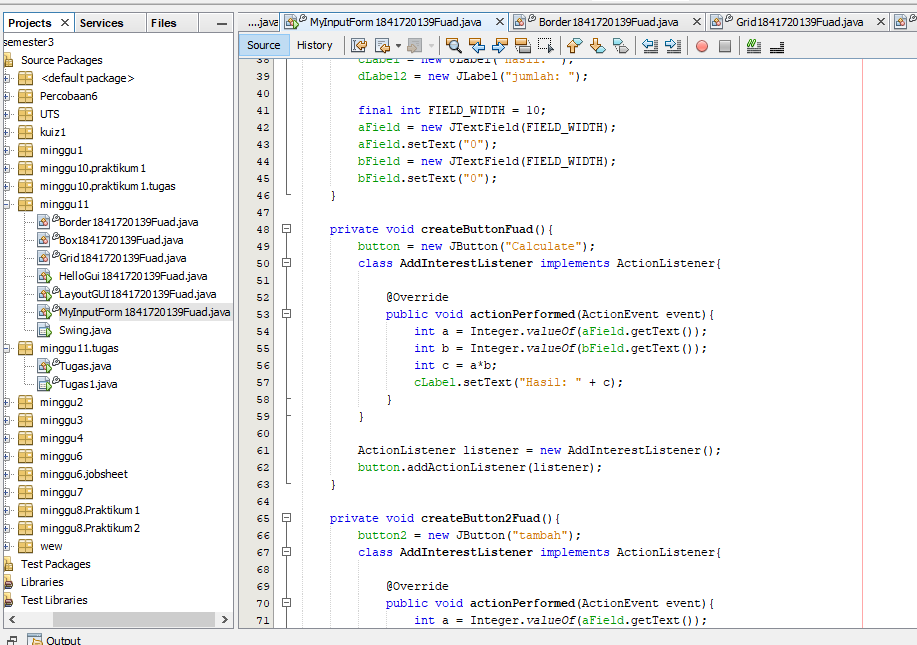 Projects Services Files
...java MyInputForm1841720139Fuad.java Border1841720139Fuad.java Grid1841720139Fuad.java
Source History
semester3
Source Packages
<default package>
Percobaan6
UTS
kuiz1
minggu1
minggu10.praktikum1
minggu10.praktikum1.tugas
minggu11
Border1841720139Fuad.java
Box1841720139Fuad.java
Grid1841720139Fuad.java
HelloGui1841720139Fuad.java
LayoutGUI1841720139Fuad.java
MyInputForm1841720139Fuad.java
Swing.java
minggu11.tugas
Tugas.java
Tugas1.java
minggu2
minggu3
minggu4
minggu6
minggu6.jobsheet
minggu7
minggu8.Praktikum1
minggu8.Praktikum2
wew
Test Packages
Libraries
Test Libraries
38 cLabel = new JLabel("Hasil: ");
39 dLabel2 = new JLabel("jumlah: ");
40
41 final int FIELD_WIDTH = 10;
42 aField = new JTextField(FIELD_WIDTH);
43 aField.setText("0");
44 bField = new JTextField(FIELD_WIDTH);
45 bField.setText("0");
46 }
47
48 private void createButtonFuad(){
49 button = new JButton("Calculate");
50 class AddInterestListener implements ActionListener{
51
52 @Override
53 public void actionPerformed(ActionEvent event){
54 int a = Integer.valueOf(aField.getText());
55 int b = Integer.valueOf(bField.getText());
56 int c = a*b;
57 cLabel.setText("Hasil: " + c);
58 }
59 }
60
61 ActionListener listener = new AddInterestListener();
62 button.addActionListener(listener);
63 }
64
65 private void createButton2Fuad(){
66 button2 = new JButton("tambah");
67 class AddInterestListener implements ActionListener{
68
69 @Override
70 public void actionPerformed(ActionEvent event){
71 int a = Integer.valueOf(aField.getText());
Output